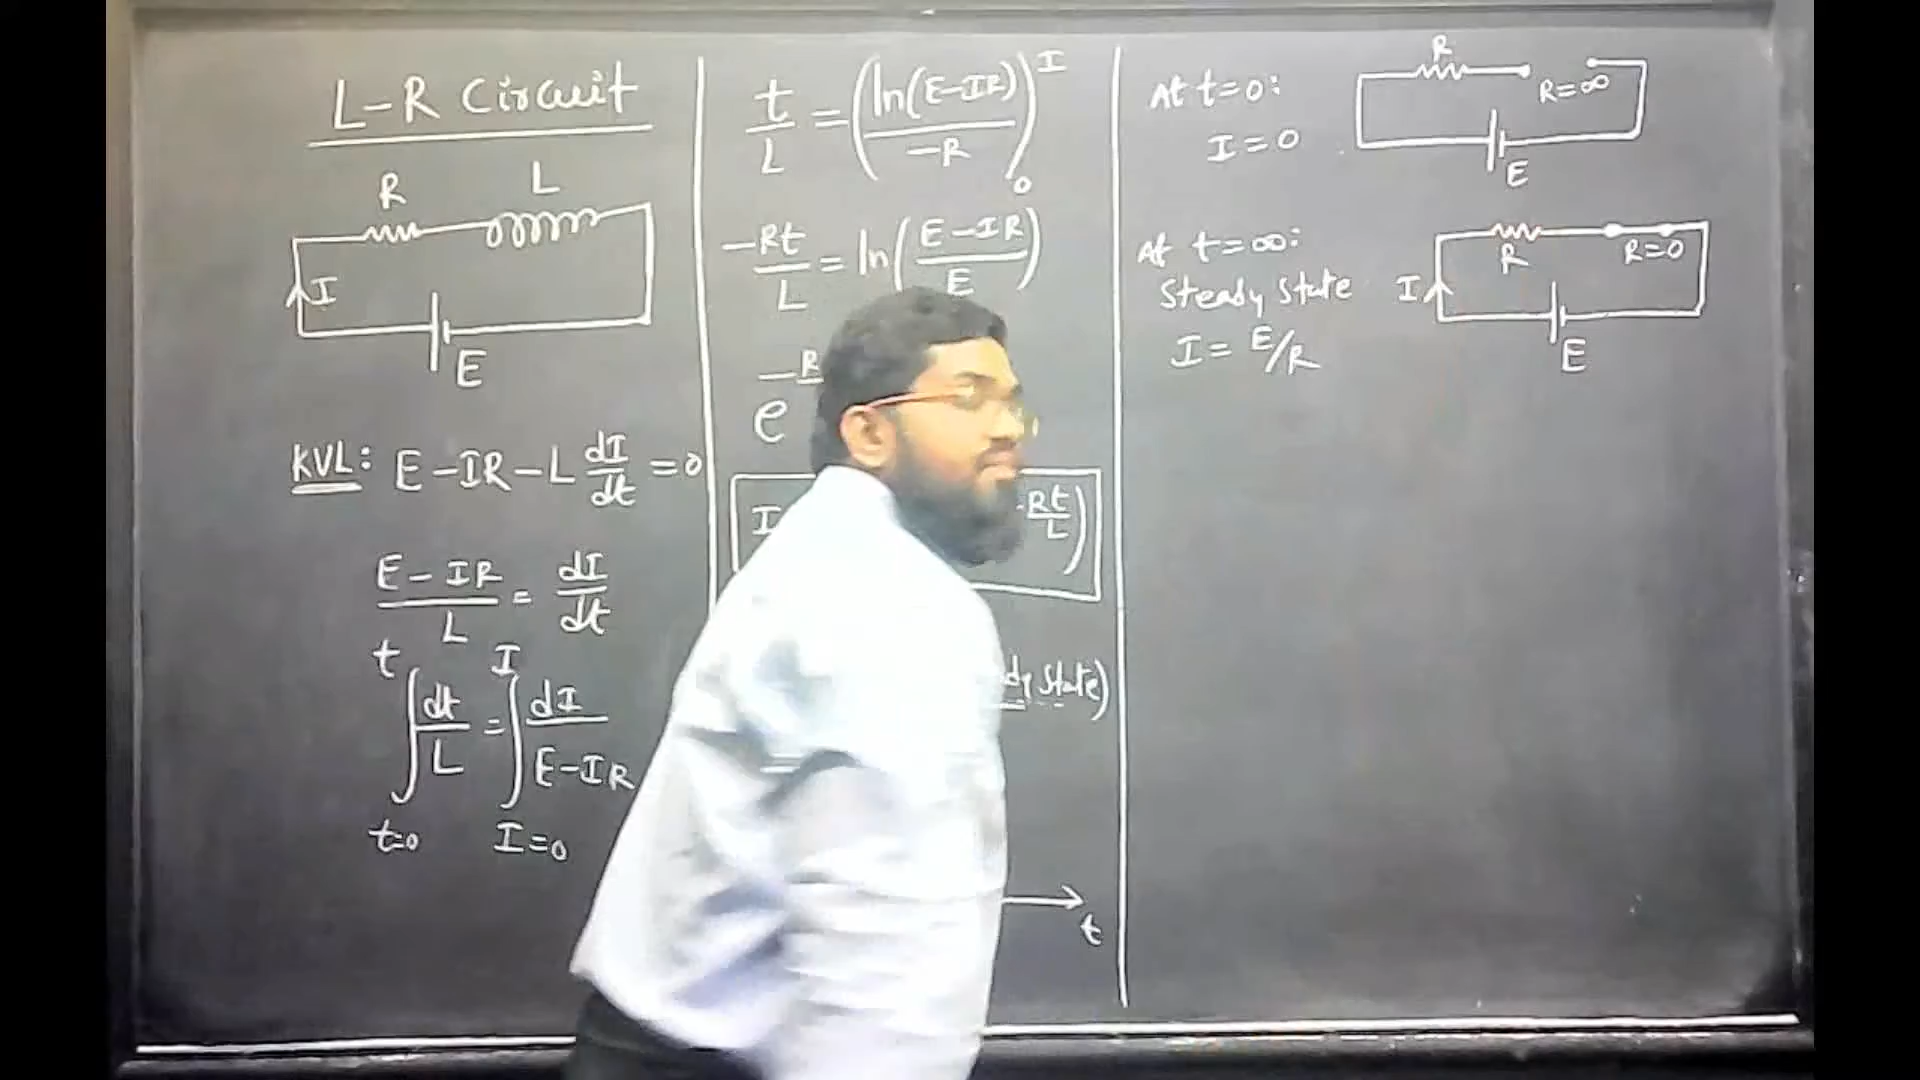 L-R Circuit
R L
I
E
KVL: E-IR-L dI/dt = 0
E-IR/L = dI/dt
t I
∫ dt/L = ∫ dI/E-IR
t=0 I=0
t/L = (ln(E-IR)/-R)
I
0
-Rt/L = ln(E-IR/E)
-R
e
I Rt/L)
State)
t
At t=0:
I = 0
R
R=∞
E
At t=∞:
Steady State
I = E/R
R R=0
I
E